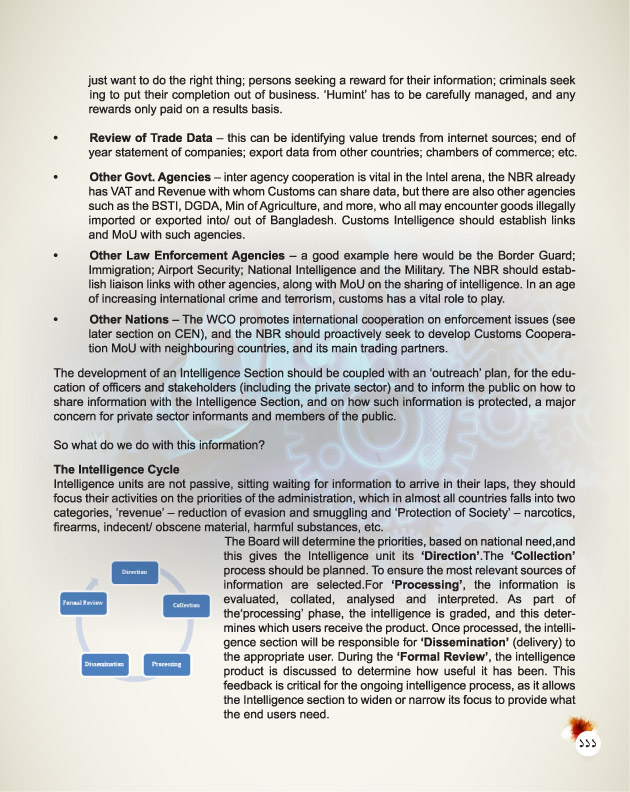 just want to do the right thing; persons seeking a reward for their information; criminals seek
ing to put their completion out of business. ‘Humint’ has to be carefully managed, and any
rewards only paid on a results basis.
• Review of Trade Data – this can be identifying value trends from internet sources; end of
year statement of companies; export data from other countries; chambers of commerce; etc.
• Other Govt. Agencies – inter agency cooperation is vital in the Intel arena, the NBR already
has VAT and Revenue with whom Customs can share data, but there are also other agencies
such as the BSTI, DGDA, Min of Agriculture, and more, who all may encounter goods illegally
imported or exported into/ out of Bangladesh. Customs Intelligence should establish links
and MoU with such agencies.
• Other Law Enforcement Agencies – a good example here would be the Border Guard;
Immigration; Airport Security; National Intelligence and the Military. The NBR should estab-
lish liaison links with other agencies, along with MoU on the sharing of intelligence. In an age
of increasing international crime and terrorism, customs has a vital role to play.
• Other Nations – The WCO promotes international cooperation on enforcement issues (see
later section on CEN), and the NBR should proactively seek to develop Customs Coopera-
tion MoU with neighbouring countries, and its main trading partners.
The development of an Intelligence Section should be coupled with an ‘outreach’ plan, for the edu-
cation of officers and stakeholders (including the private sector) and to inform the public on how to
share information with the Intelligence Section, and on how such information is protected, a major
concern for private sector informants and members of the public.
So what do we do with this information?
The Intelligence Cycle
Intelligence units are not passive, sitting waiting for information to arrive in their laps, they should
focus their activities on the priorities of the administration, which in almost all countries falls into two
categories, ‘revenue’ – reduction of evasion and smuggling and ‘Protection of Society’ – narcotics,
firearms, indecent/ obscene material, harmful substances, etc.
The Board will determine the priorities, based on national need,and
this gives the Intelligence unit its ‘Direction’.The ‘Collection’
process should be planned. To ensure the most relevant sources of
information are selected.For ‘Processing’, the information is
evaluated, collated, analysed and interpreted. As part of
the‘processing’ phase, the intelligence is graded, and this deter-
mines which users receive the product. Once processed, the intelli-
gence section will be responsible for ‘Dissemination’ (delivery) to
the appropriate user. During the ‘Formal Review’, the intelligence
product is discussed to determine how useful it has been. This
feedback is critical for the ongoing intelligence process, as it allows
the Intelligence section to widen or narrow its focus to provide what
the end users need.
Direction
Collection
Processing
Dissemination
Formal Review
১১১